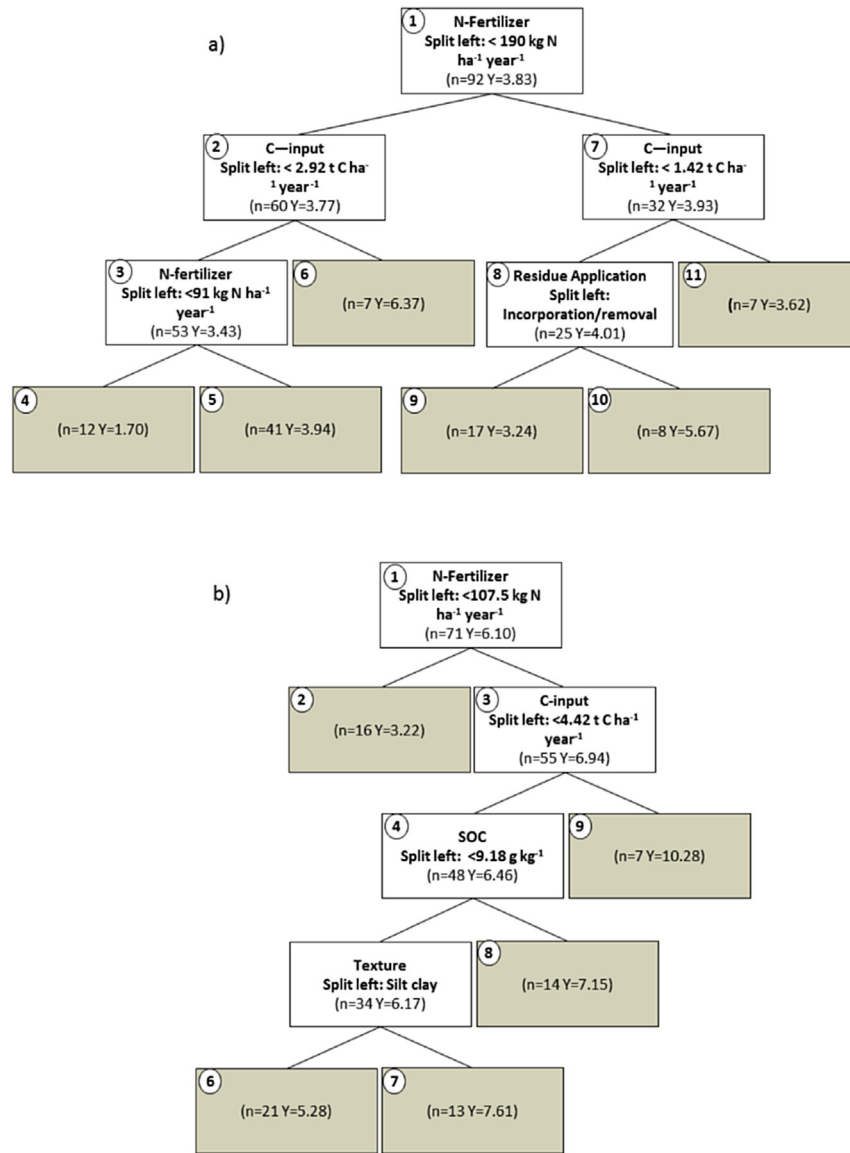 a)
1
N-Fertilizer
Split left: < 190 kg N
ha⁻¹ year⁻¹
(n=92 Y=3.83)
2
C—input
Split left: < 2.92 t C ha⁻
¹ year⁻¹
(n=60 Y=3.77)
7
C—input
Split left: < 1.42 t C ha⁻
¹ year⁻¹
(n=32 Y=3.93)
3
N-fertilizer
Split left: <91 kg N ha⁻¹
year⁻¹
(n=53 Y=3.43)
6
(n=7 Y=6.37)
8
Residue Application
Split left:
Incorporation/removal
(n=25 Y=4.01)
11
(n=7 Y=3.62)
4
(n=12 Y=1.70)
5
(n=41 Y=3.94)
9
(n=17 Y=3.24)
10
(n=8 Y=5.67)
b)
1
N-Fertilizer
Split left: <107.5 kg N
ha⁻¹ year⁻¹
(n=71 Y=6.10)
2
(n=16 Y=3.22)
3
C-input
Split left: <4.42 t C ha⁻¹
year⁻¹
(n=55 Y=6.94)
4
SOC
Split left: <9.18 g kg⁻¹
(n=48 Y=6.46)
9
(n=7 Y=10.28)
Texture
Split left: Silt clay
(n=34 Y=6.17)
8
(n=14 Y=7.15)
6
(n=21 Y=5.28)
7
(n=13 Y=7.61)